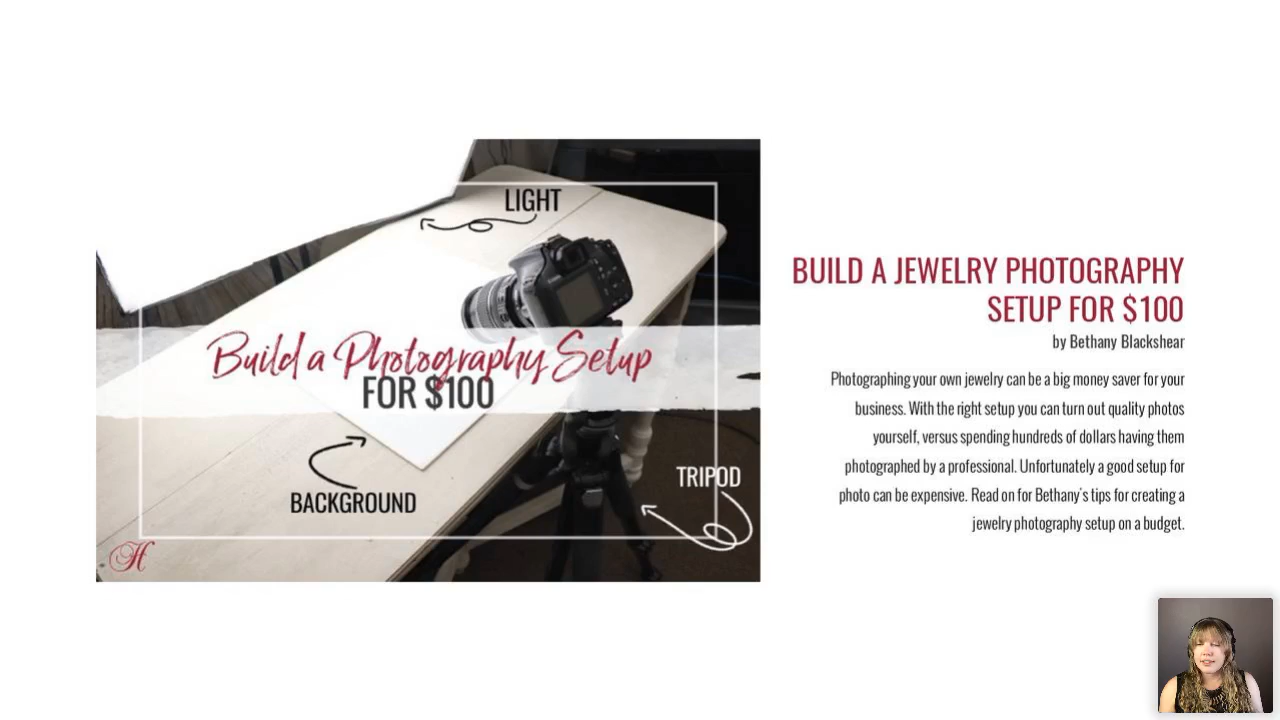 LIGHT
Build a Photography Setup
FOR $100
BACKGROUND
TRIPOD
H
BUILD A JEWELRY PHOTOGRAPHY
SETUP FOR $100
by Bethany Blackshear
Photographing your own jewelry can be a big money saver for your
business. With the right setup you can turn out quality photos
yourself, versus spending hundreds of dollars having them
photographed by a professional. Unfortunately a good setup for
photo can be expensive. Read on for Bethany's tips for creating a
jewelry photography setup on a budget.